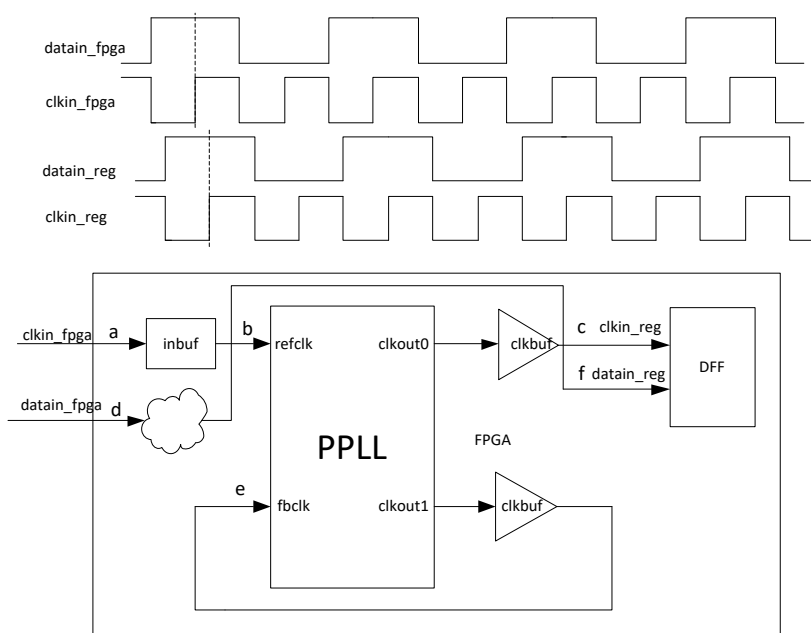 datain_fpga
clkin_fpga
datain_reg
clkin_reg
clkin_fpga a
inbuf
b
refclk
clkout0
clkbuf
c clkin_reg
f datain_reg
DFF
datain_fpga d
PPLL
FPGA
e
fbclk
clkout1
clkbuf